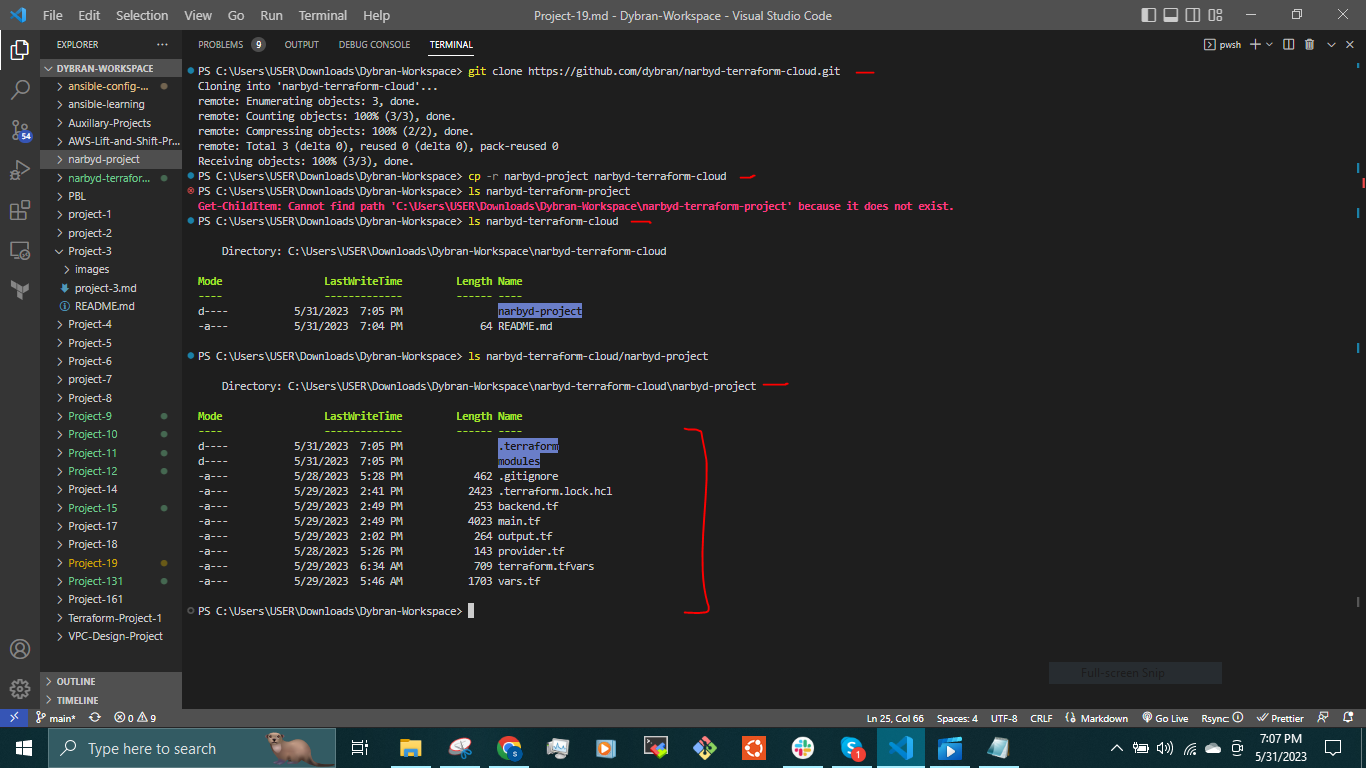 File Edit Selection View Go Run Terminal Help Project-19.md - Dybran-Workspace - Visual Studio Code
EXPLORER ···
PROBLEMS 9 OUTPUT DEBUG CONSOLE TERMINAL pwsh
DYBRAN-WORKSPACE
ansible-config-...
ansible-learning
Auxillary-Projects
AWS-Lift-and-Shift-Pr...
narbyd-project
narbyd-terrafor...
PBL
project-1
project-2
Project-3
images
project-3.md
README.md
Project-4
Project-5
Project-6
project-7
Project-8
Project-9
Project-10
Project-11
Project-12
Project-14
Project-15
Project-17
Project-18
Project-19
Project-131
Project-161
Terraform-Project-1
VPC-Design-Project
OUTLINE
TIMELINE
54
PS C:\Users\USER\Downloads\Dybran-Workspace> git clone https://github.com/dybran/narbyd-terraform-cloud.git
Cloning into 'narbyd-terraform-cloud'...
remote: Enumerating objects: 3, done.
remote: Counting objects: 100% (3/3), done.
remote: Compressing objects: 100% (2/2), done.
remote: Total 3 (delta 0), reused 0 (delta 0), pack-reused 0
Receiving objects: 100% (3/3), done.
PS C:\Users\USER\Downloads\Dybran-Workspace> cp -r narbyd-project narbyd-terraform-cloud
PS C:\Users\USER\Downloads\Dybran-Workspace> ls narbyd-terraform-project
Get-ChildItem: Cannot find path 'C:\Users\USER\Downloads\Dybran-Workspace\narbyd-terraform-project' because it does not exist.
PS C:\Users\USER\Downloads\Dybran-Workspace> ls narbyd-terraform-cloud
Directory: C:\Users\USER\Downloads\Dybran-Workspace\narbyd-terraform-cloud
Mode LastWriteTime Length Name
---- ------------- ------ ----
d---- 5/31/2023 7:05 PM narbyd-project
-a--- 5/31/2023 7:04 PM 64 README.md
PS C:\Users\USER\Downloads\Dybran-Workspace> ls narbyd-terraform-cloud/narbyd-project
Directory: C:\Users\USER\Downloads\Dybran-Workspace\narbyd-terraform-cloud\narbyd-project
Mode LastWriteTime Length Name
---- ------------- ------ ----
d---- 5/31/2023 7:05 PM .terraform
d---- 5/31/2023 7:05 PM modules
-a--- 5/28/2023 5:28 PM 462 .gitignore
-a--- 5/29/2023 2:41 PM 2423 .terraform.lock.hcl
-a--- 5/29/2023 2:49 PM 253 backend.tf
-a--- 5/29/2023 2:49 PM 4023 main.tf
-a--- 5/29/2023 2:02 PM 264 output.tf
-a--- 5/28/2023 5:26 PM 143 provider.tf
-a--- 5/29/2023 6:34 AM 709 terraform.tfvars
-a--- 5/29/2023 5:46 AM 1703 vars.tf
PS C:\Users\USER\Downloads\Dybran-Workspace>
Full-screen Snip
main* 0 9 Ln 25, Col 66 Spaces: 4 UTF-8 CRLF Markdown Go Live Rsync: Prettier
Type here to search 1 7:07 PM
5/31/2023